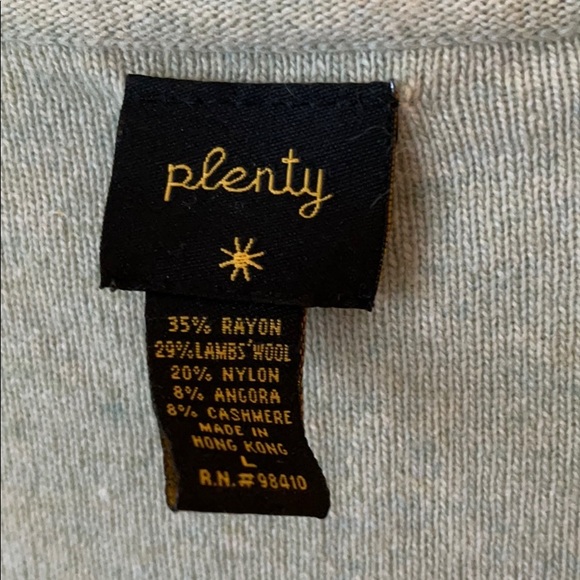 plenty
35% RAYON
29% LAMBS'WOOL
20% NYLON
8% ANGORA
8% CASHMERE
MADE IN
HONG KONG
L
R.N.#98410